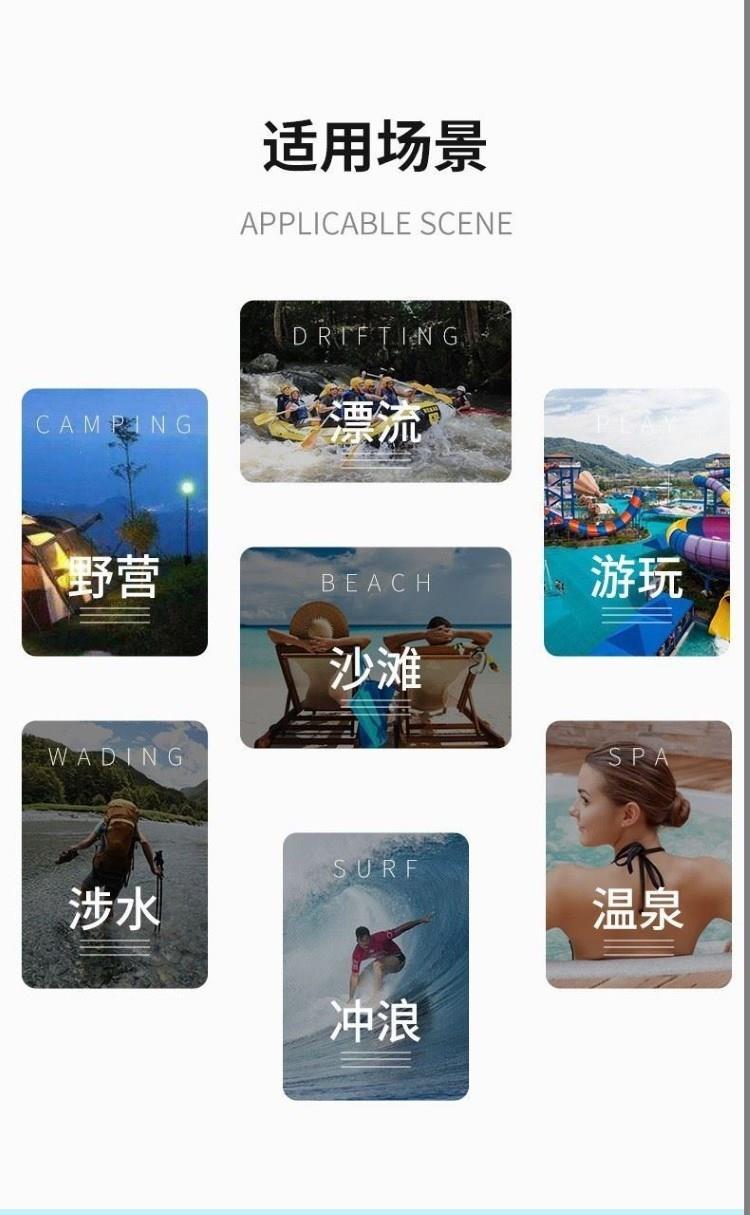 适用场景
APPLICABLE SCENE
DRIFTING
漂流
CAMPING
野营
PLAY
游玩
BEACH
沙滩
WADING
涉水
SPA
温泉
SURF
冲浪